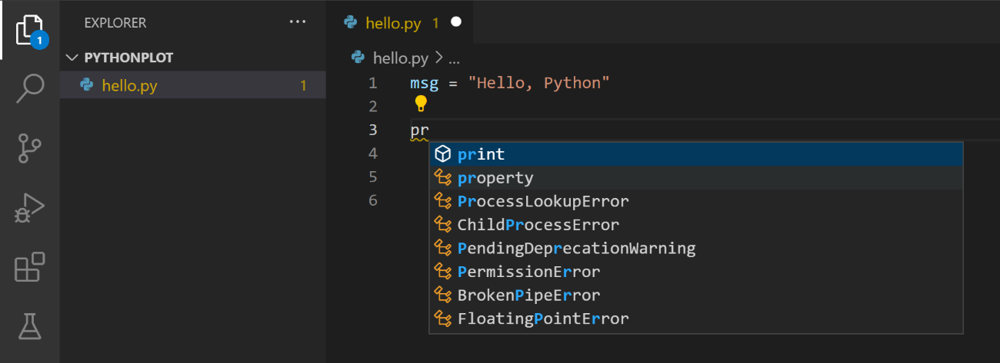 EXPLORER ...
1
PYTHONPLOT
hello.py 1
hello.py 1
hello.py > ...
1 msg = "Hello, Python"
2
3 pr
4
5
6
print
property
ProcessLookupError
ChildProcessError
PendingDeprecationWarning
PermissionError
BrokenPipeError
FloatingPointError